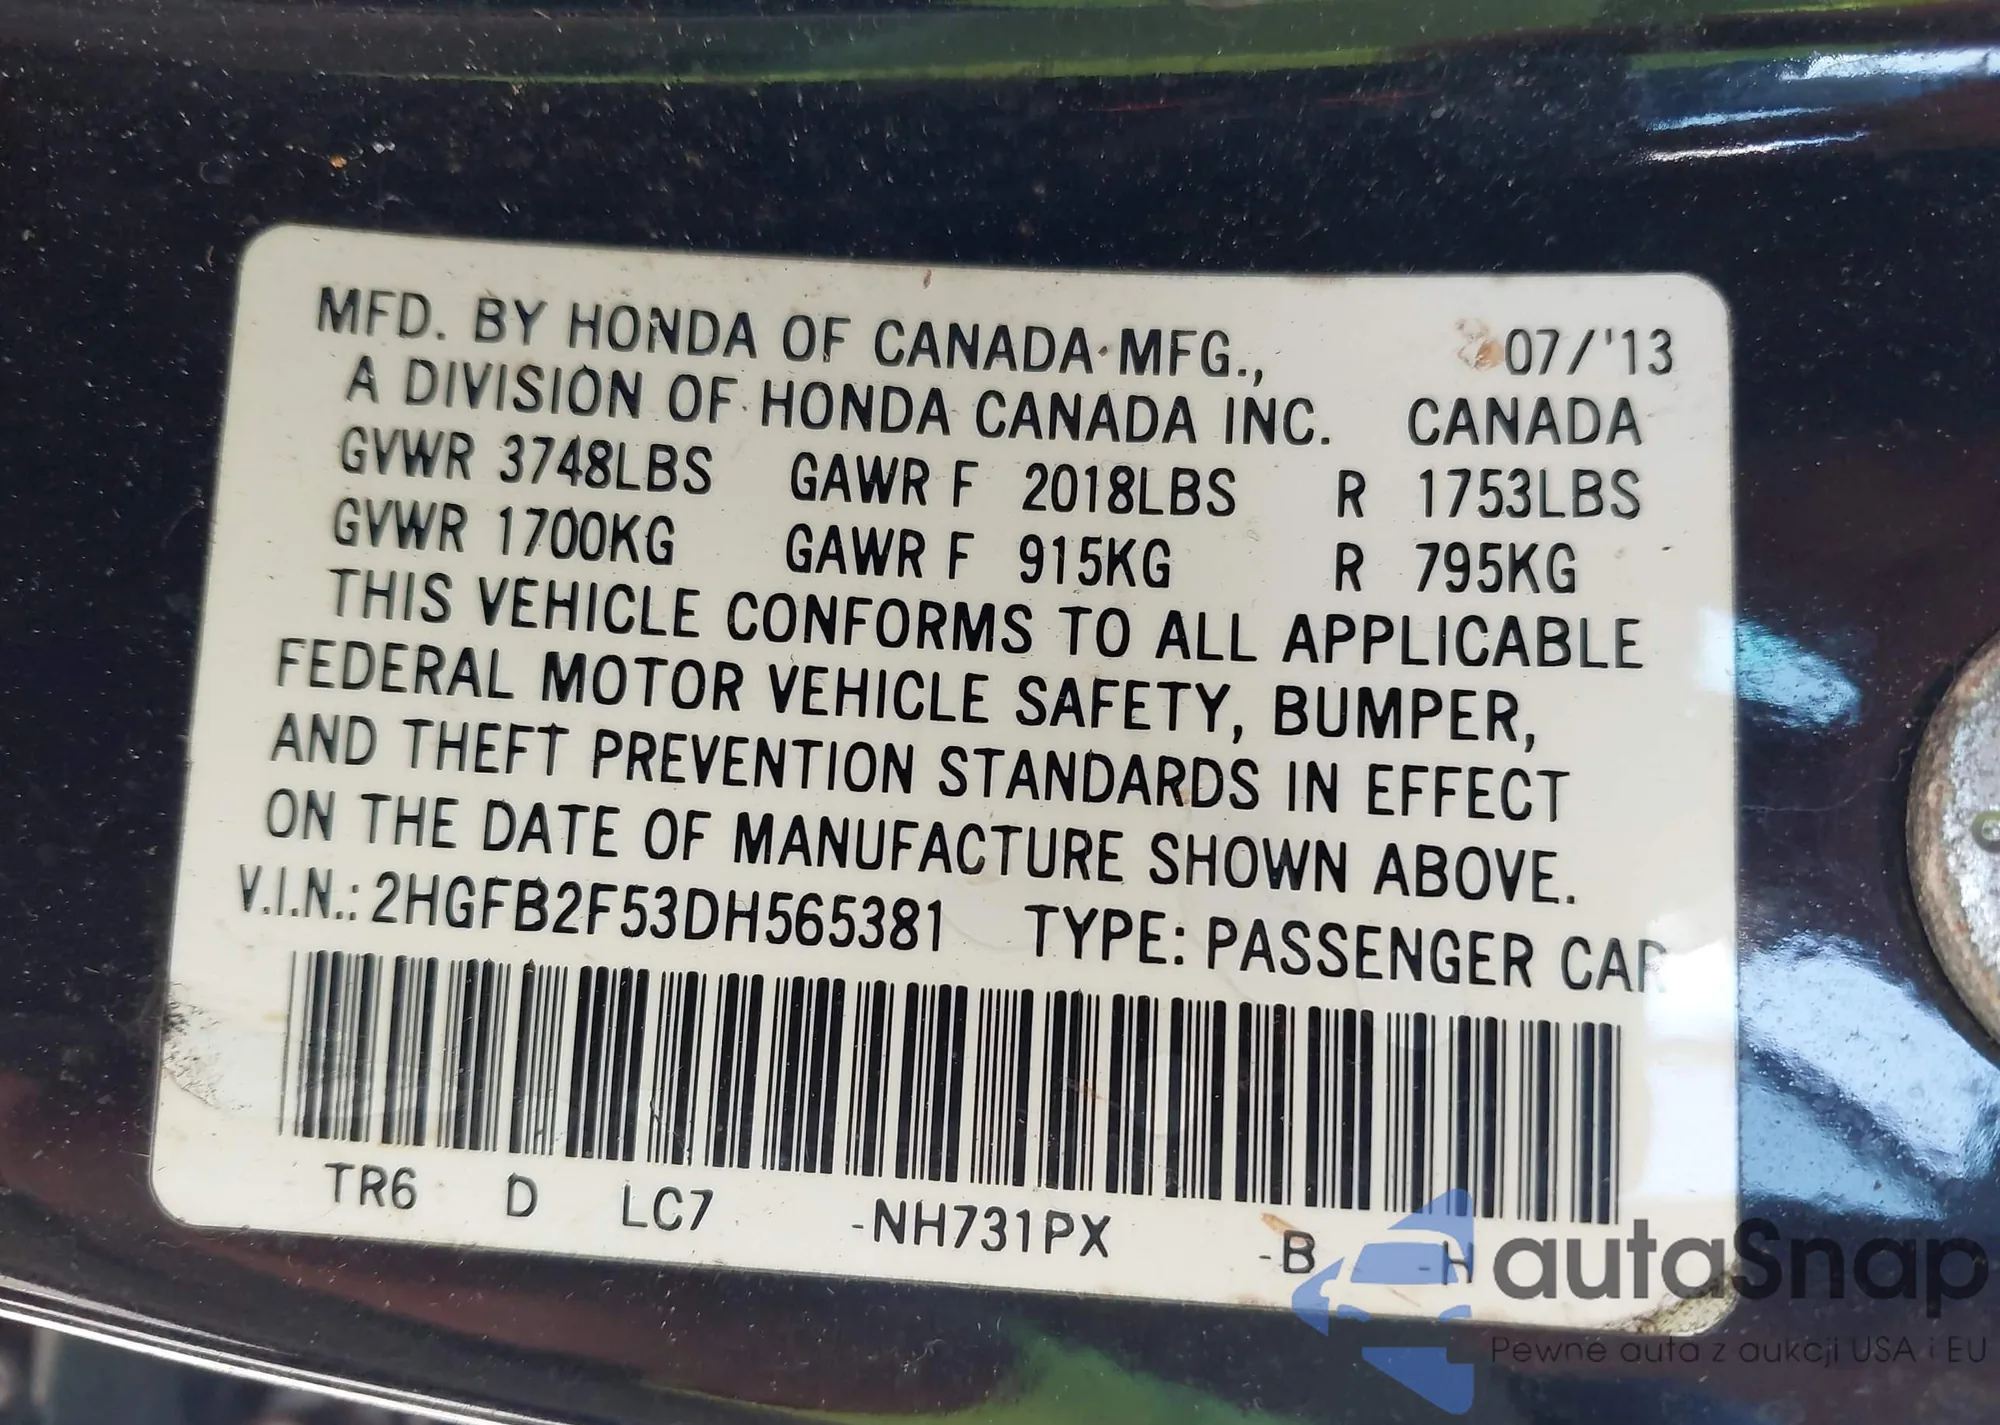 MFD. BY HONDA OF CANADA MFG., 07/'13
A DIVISION OF HONDA CANADA INC. CANADA
GVWR 3748LBS GAWR F 2018LBS R 1753LBS
GVWR 1700KG GAWR F 915KG R 795KG
THIS VEHICLE CONFORMS TO ALL APPLICABLE
FEDERAL MOTOR VEHICLE SAFETY, BUMPER,
AND THEFT PREVENTION STANDARDS IN EFFECT
ON THE DATE OF MANUFACTURE SHOWN ABOVE.
V.I.N.: 2HGFB2F53DH565381 TYPE: PASSENGER CAR
TR6 D LC7 -NH731PX -B -H
autaSnap
Pewne auta z aukcji USA i EU